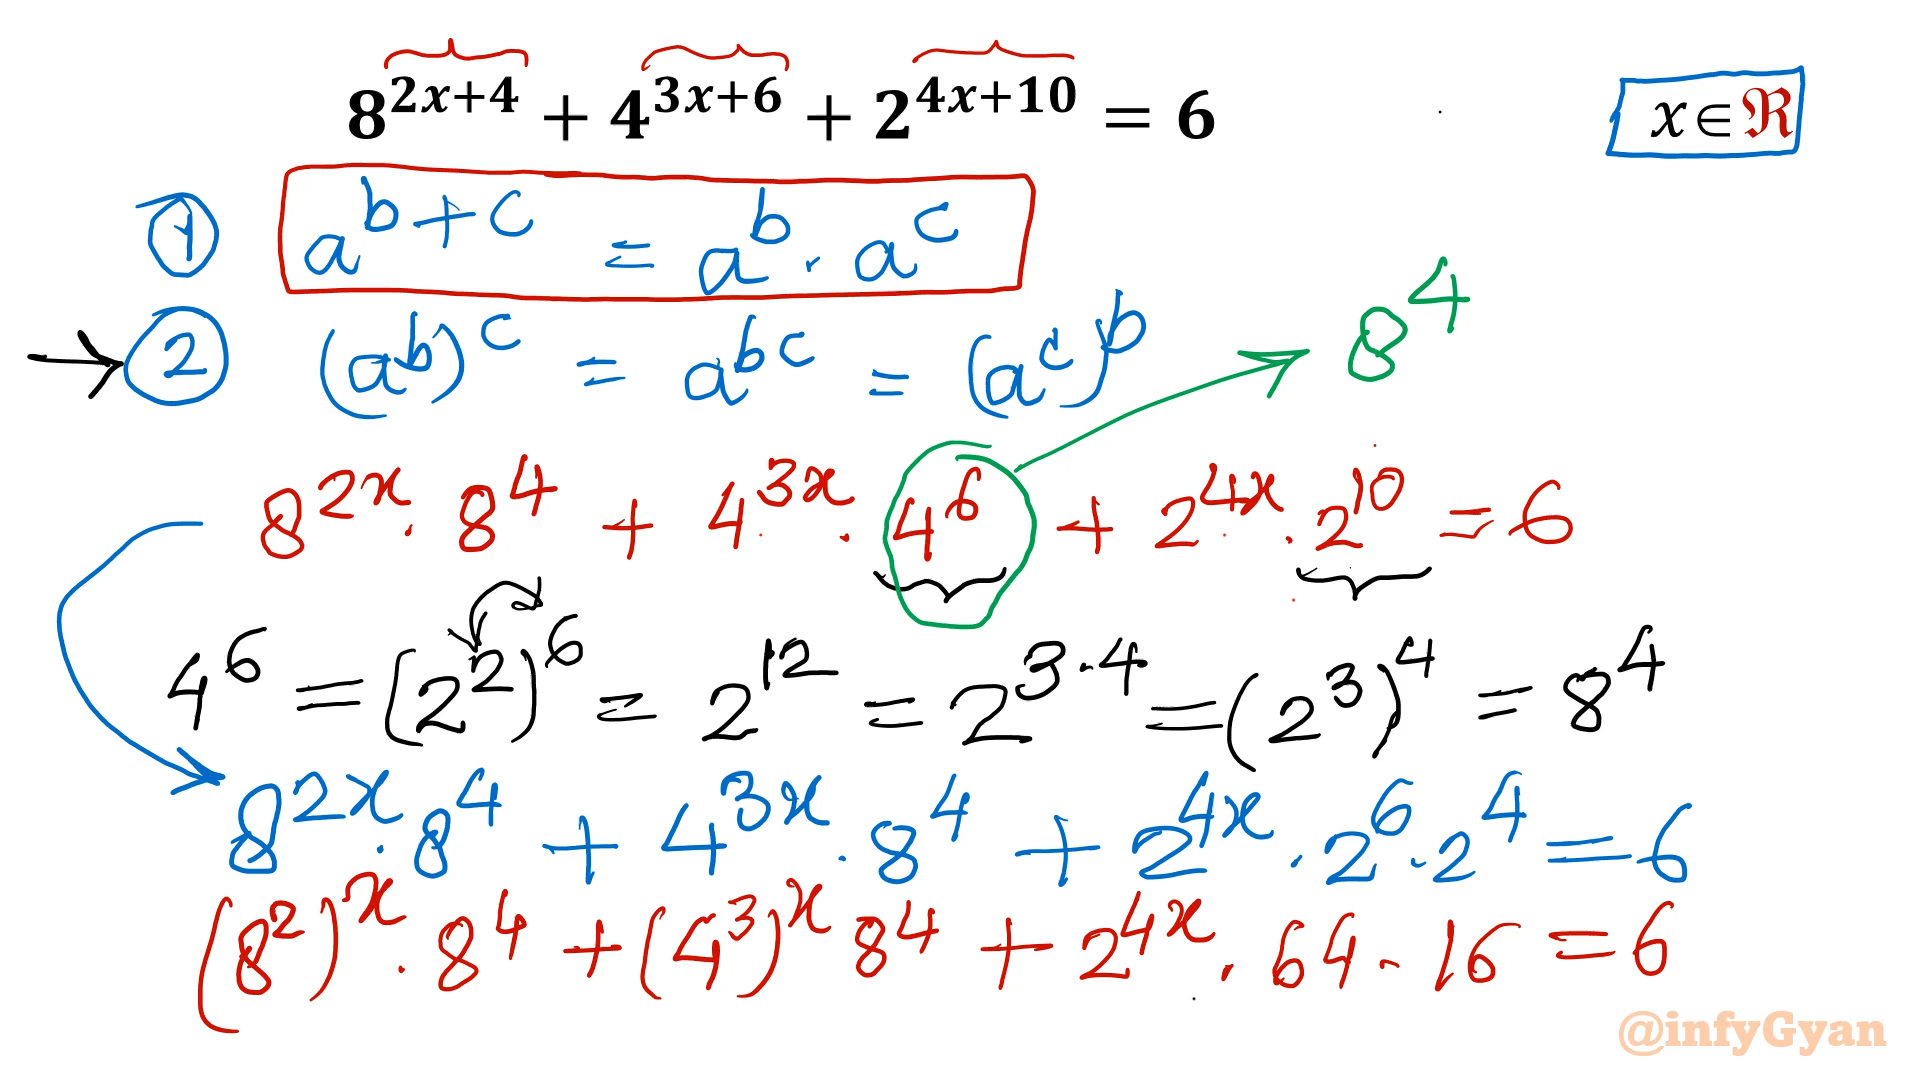 8^{2x+4} + 4^{3x+6} + 2^{4x+10} = 6
x∈ℜ
1 a^{b+c} = a^b · a^c
2 (a^b)^c = a^{bc} = (a^c)^b
8^4
8^{2x} · 8^4 + 4^{3x} · 4^6 + 2^{4x} · 2^{10} = 6
4^6 = (2^2)^6 = 2^{12} = 2^{3·4} = (2^3)^4 = 8^4
8^{2x} · 8^4 + 4^{3x} · 8^4 + 2^{4x} · 2^6 · 2^4 = 6
(8^2)^x · 8^4 + (4^3)^x 8^4 + 2^{4x} · 64 · 16 = 6
@infyGyan